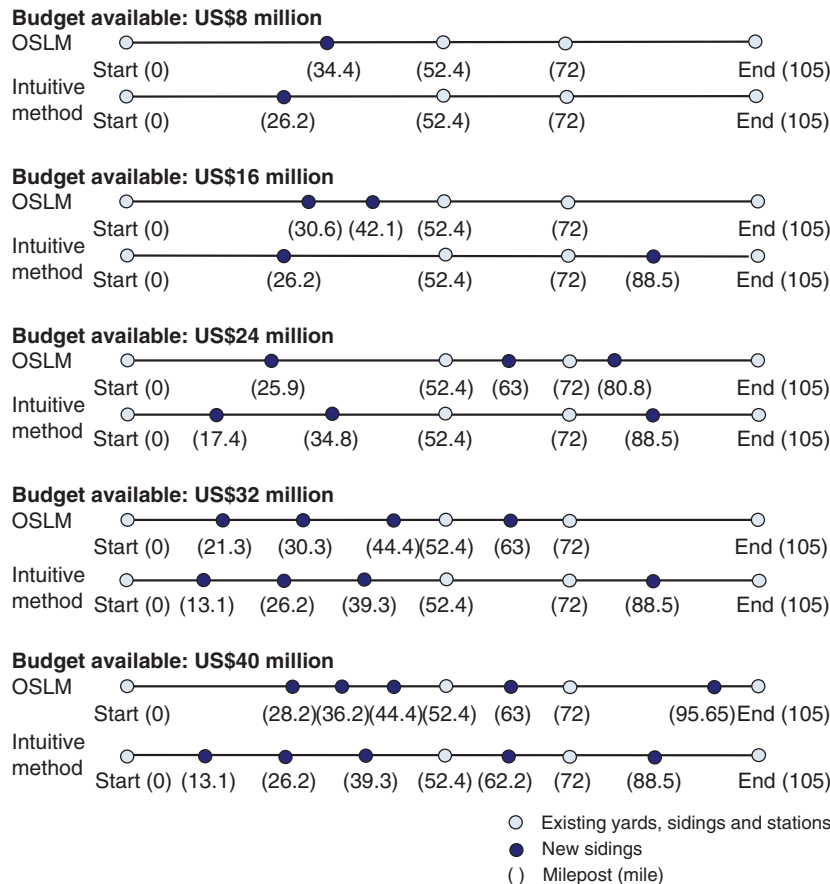 Budget available: US$8 million
OSLM
Start (0) (34.4) (52.4) (72) End (105)
Intuitive
method Start (0) (26.2) (52.4) (72) End (105)
Budget available: US$16 million
OSLM
Start (0) (30.6) (42.1) (52.4) (72) End (105)
Intuitive
method Start (0) (26.2) (52.4) (72) (88.5) End (105)
Budget available: US$24 million
OSLM
Start (0) (25.9) (52.4) (63) (72) (80.8) End (105)
Intuitive
method Start (0) (17.4) (34.8) (52.4) (72) (88.5) End (105)
Budget available: US$32 million
OSLM
Start (0) (21.3) (30.3) (44.4)(52.4) (63) (72) End (105)
Intuitive
method Start (0) (13.1) (26.2) (39.3) (52.4) (72) (88.5) End (105)
Budget available: US$40 million
OSLM
Start (0) (28.2)(36.2)(44.4)(52.4) (63) (72) (95.65)End (105)
Intuitive
method
Start (0) (13.1) (26.2) (39.3) (52.4) (62.2) (72) (88.5) End (105)
Existing yards, sidings and stations
New sidings
( ) Milepost (mile)